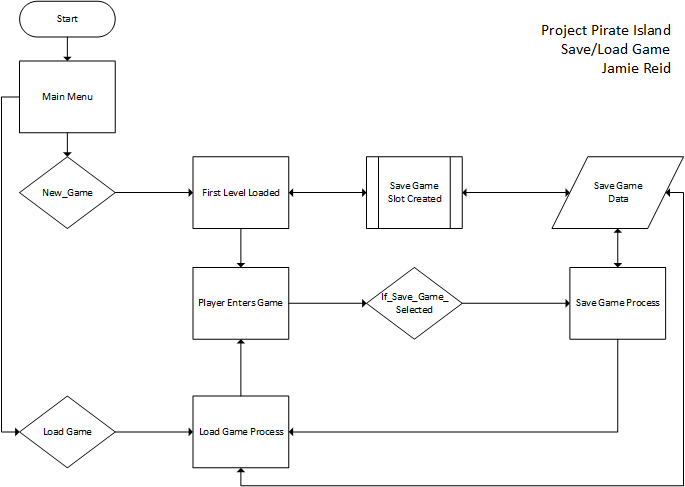 Start
Project Pirate Island
Save/Load Game
Jamie Reid
Main Menu
New_Game
First Level Loaded
Save Game
Slot Created
Save Game
Data
Player Enters Game
If_Save_Game_
Selected
Save Game Process
Load Game
Load Game Process